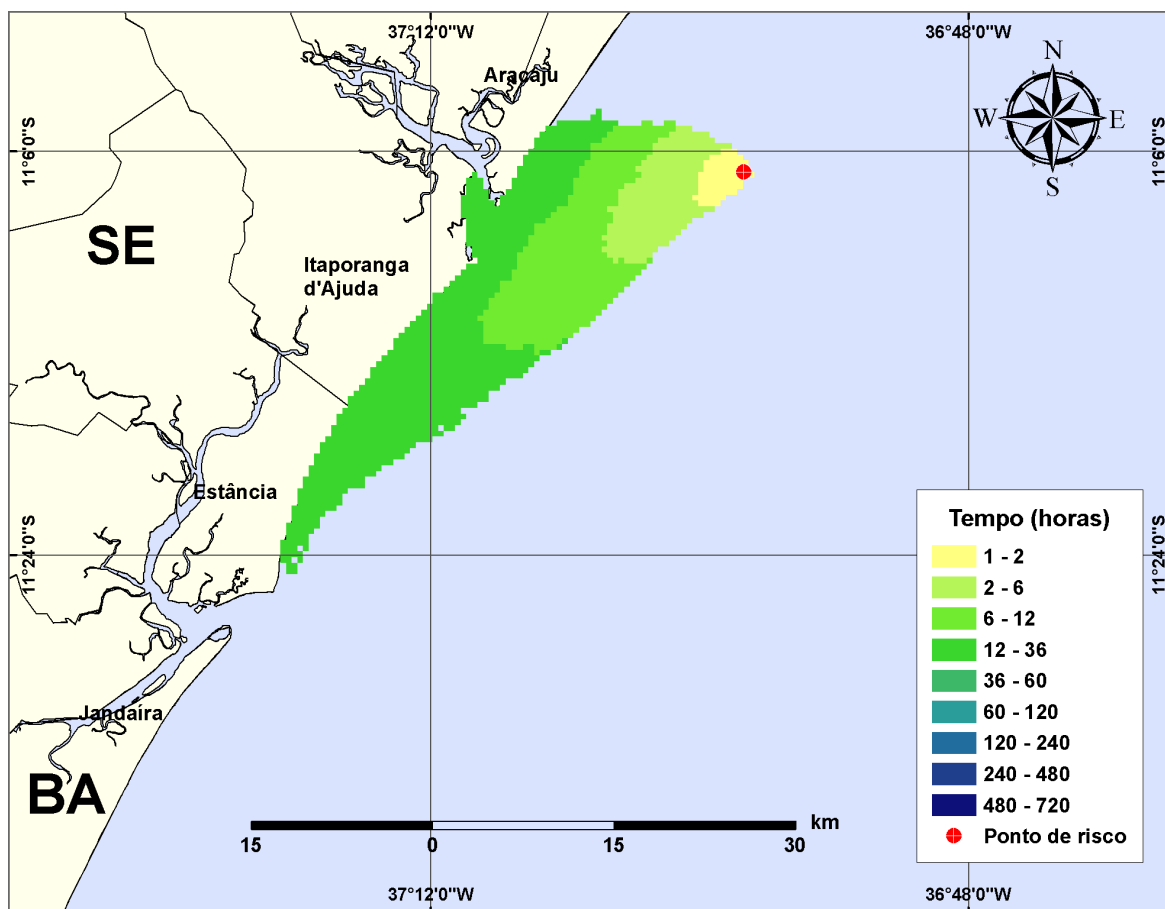 37°12'0"W
36°48'0"W
N
W
E
S
Aracaju
11°6'0"S
11°6'0"S
SE
Itaporanga
d'Ajuda
Estância
11°24'0"S
11°24'0"S
Jandaíra
BA
Tempo (horas)
1 - 2
2 - 6
6 - 12
12 - 36
36 - 60
60 - 120
120 - 240
240 - 480
480 - 720
Ponto de risco
km
15
0
15
30
37°12'0"W
36°48'0"W